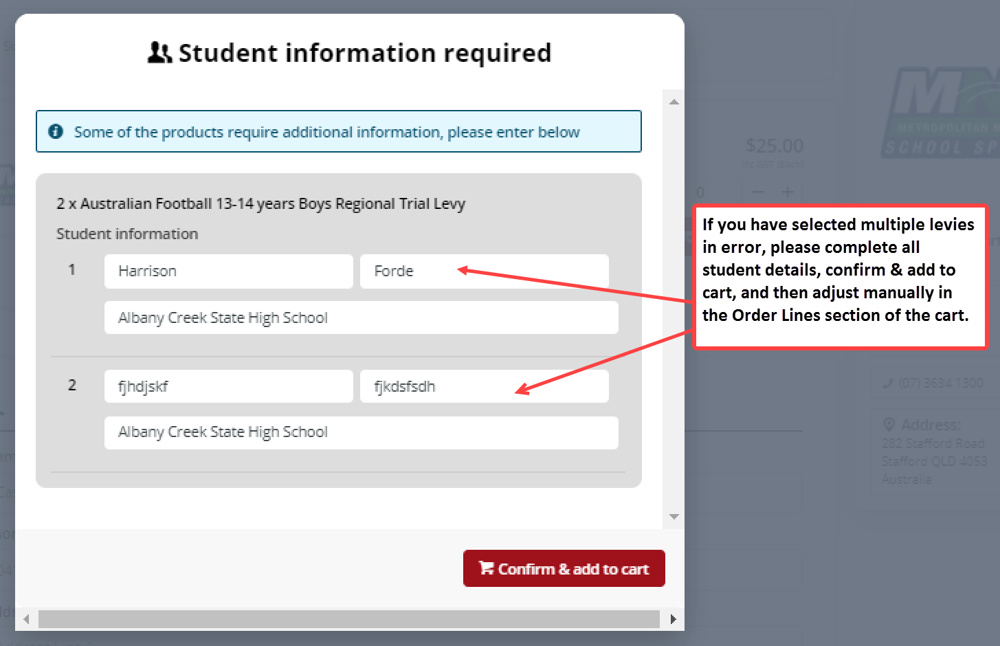 Student information required
Some of the products require additional information, please enter below
2 x Australian Football 13-14 years Boys Regional Trial Levy
Student information
1
Harrison
Forde
Albany Creek State High School
2
fjhdjskf
fjkdsfsdh
Albany Creek State High School
Confirm & add to cart
If you have selected multiple levies
in error, please complete all
student details, confirm & add to
cart, and then adjust manually in
the Order Lines section of the cart.
$25.00
inc GST (Each)
0
METROPOLITAN
SCHOOL
(07) 3634 1300
Address:
282 Stafford Road
Stafford QLD 4053
Australia